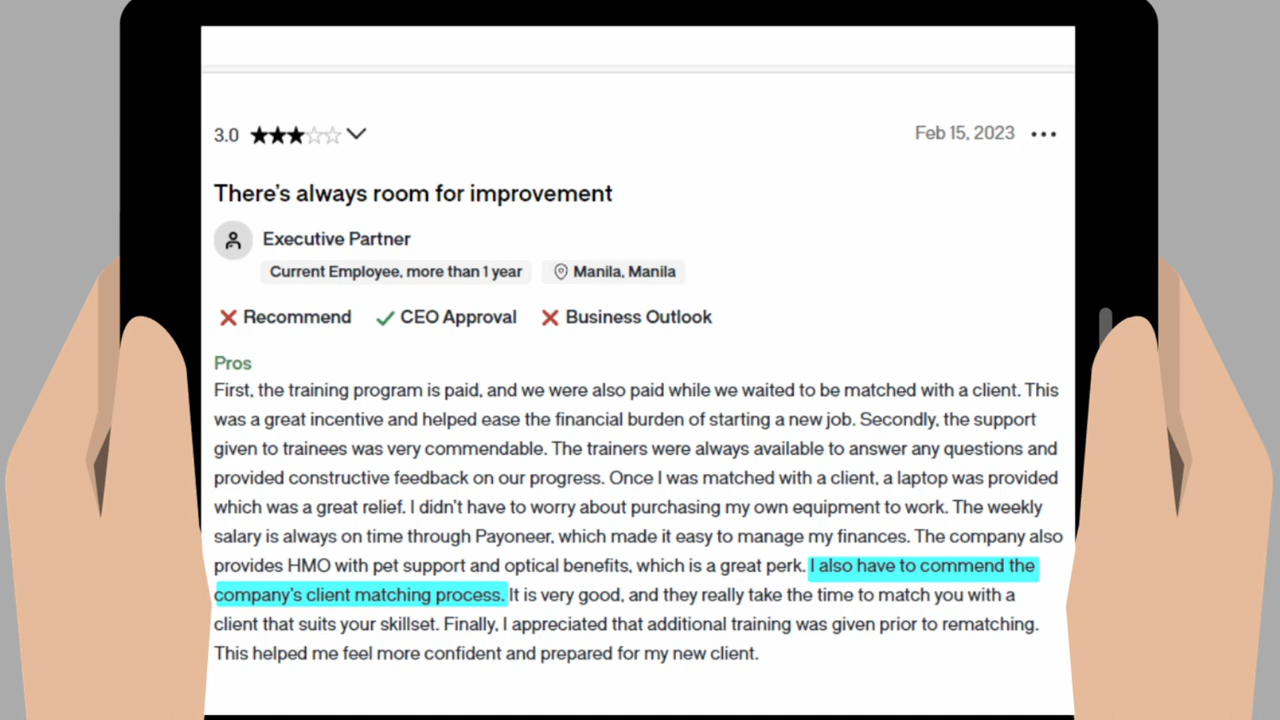 3.0
Feb 15, 2023
There's always room for improvement
Executive Partner
Current Employee, more than 1 year
Manila, Manila
Recommend
CEO Approval
Business Outlook
Pros
First, the training program is paid, and we were also paid while we waited to be matched with a client. This
was a great incentive and helped ease the financial burden of starting a new job. Secondly, the support
given to trainees was very commendable. The trainers were always available to answer any questions and
provided constructive feedback on our progress. Once I was matched with a client, a laptop was provided
which was a great relief. I didn't have to worry about purchasing my own equipment to work. The weekly
salary is always on time through Payoneer, which made it easy to manage my finances. The company also
provides HMO with pet support and optical benefits, which is a great perk. I also have to commend the
company's client matching process. It is very good, and they really take the time to match you with a
client that suits your skillset. Finally, I appreciated that additional training was given prior to rematching.
This helped me feel more confident and prepared for my new client.